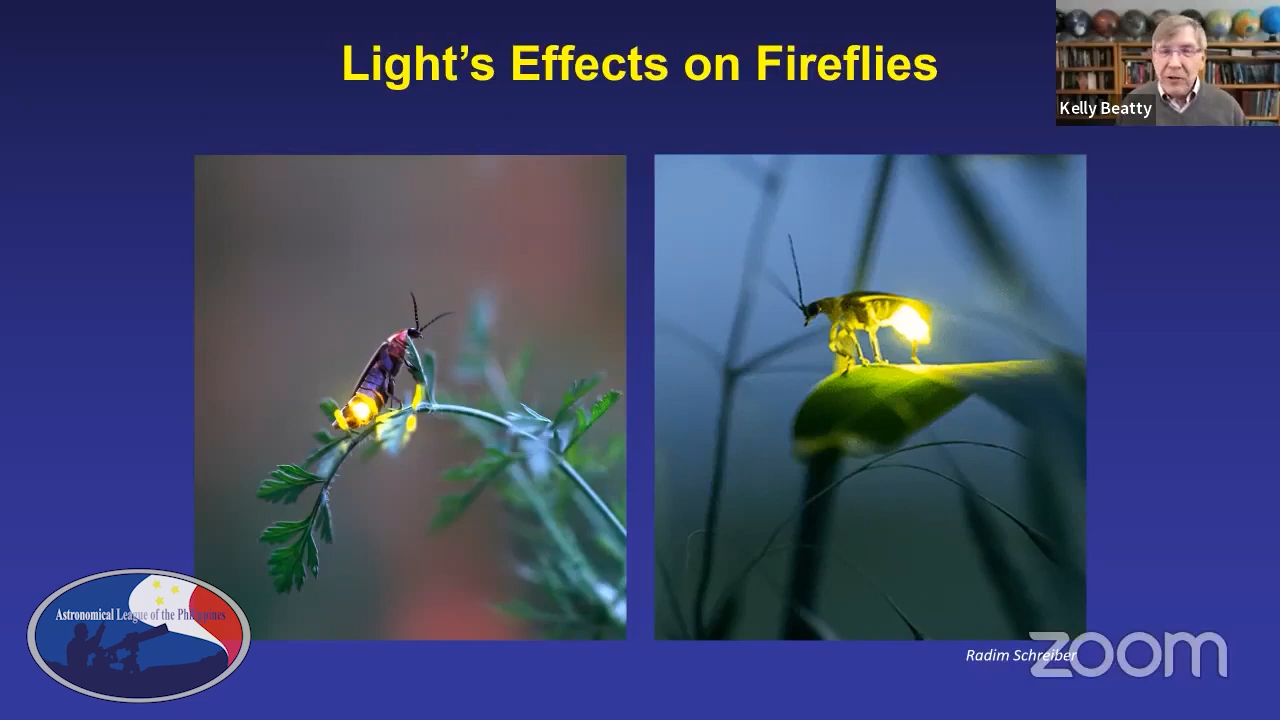 Light's Effects on Fireflies
Kelly Beatty
Astronomical League of the Philippines
Radim Schreiber
zoom